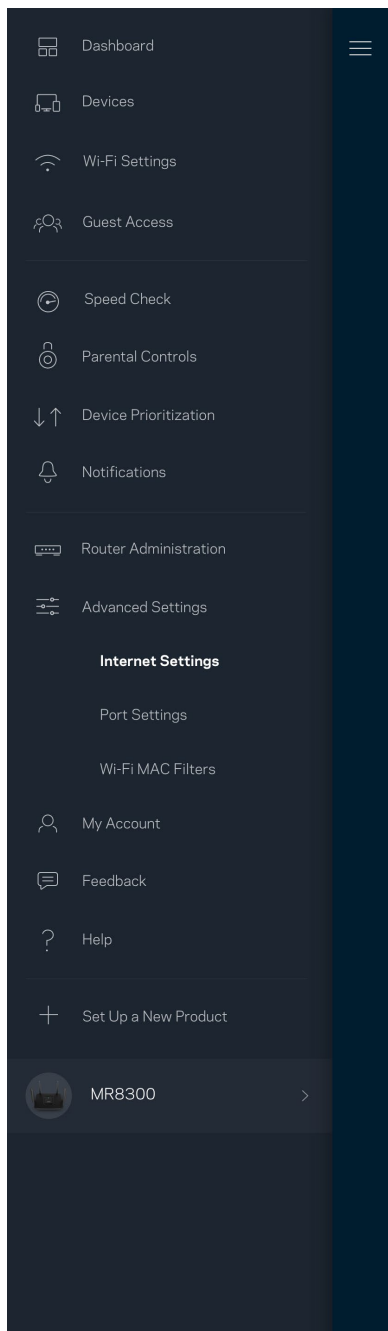 Dashboard
Devices
Wi-Fi Settings
Guest Access
Speed Check
Parental Controls
Device Prioritization
Notifications
Router Administration
Advanced Settings
Internet Settings
Port Settings
Wi-Fi MAC Filters
My Account
Feedback
Help
Set Up a New Product
MR8300